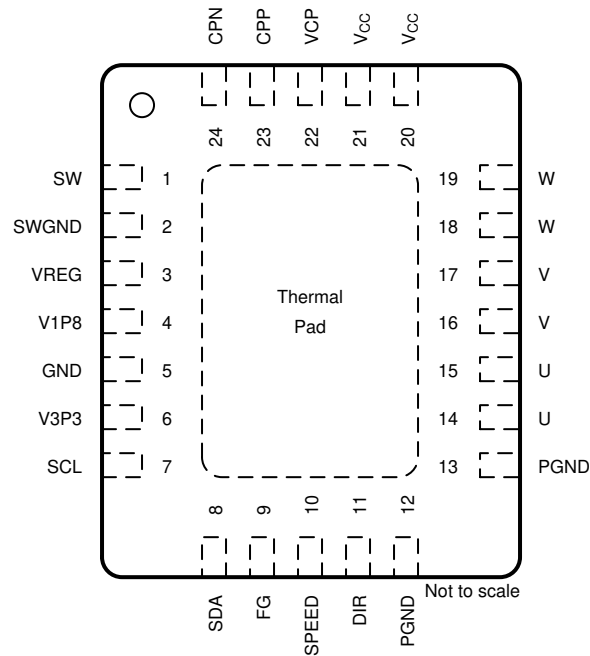 CPN CPP VCP VCC VCC
24 23 22 21 20
SW 1 19 W
SWGND 2 18 W
VREG 3 17 V
V1P8 4 16 V
GND 5 15 U
V3P3 6 14 U
SCL 7 13 PGND
Thermal
Pad
8 9 10 11 12
SDA FG SPEED DIR PGND
Not to scale